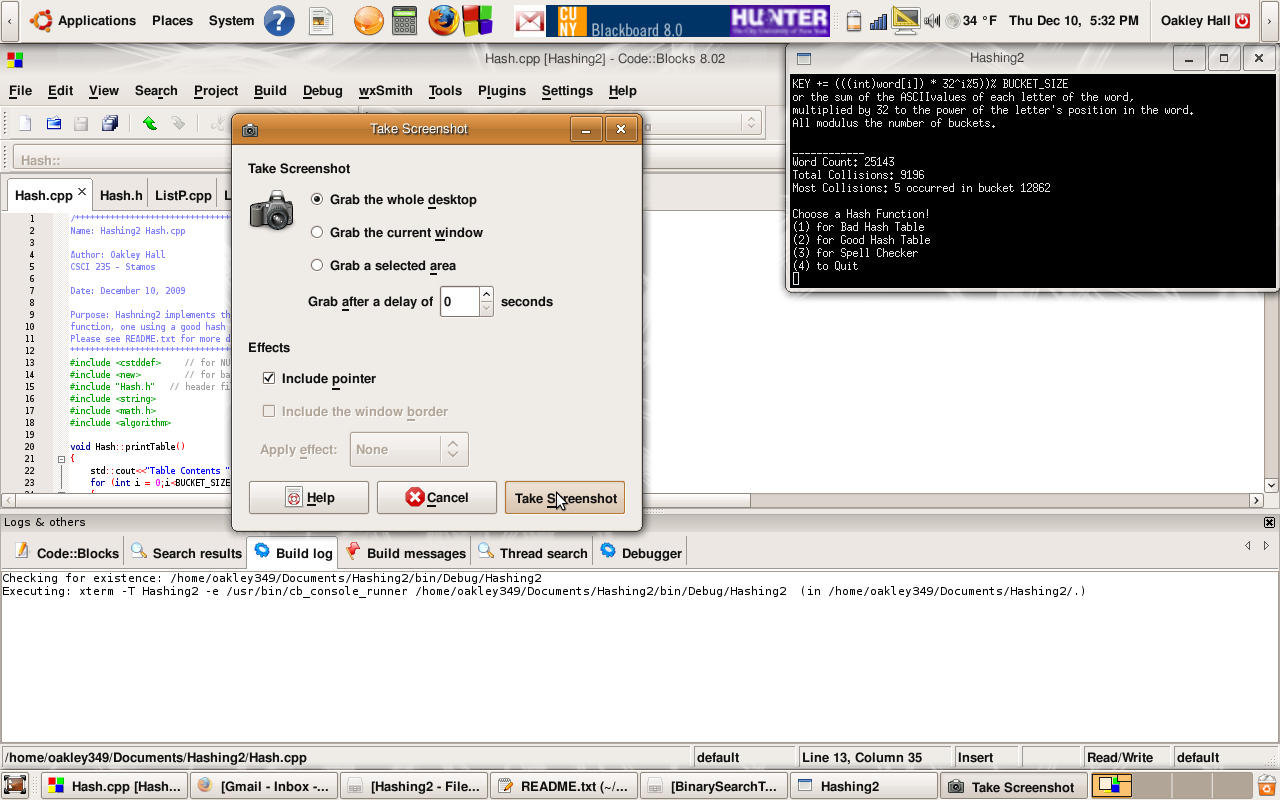 Applications Places System
CU
NY
Blackboard 8.0
HUNTER
The City University of New York
34 °F Thu Dec 10, 5:32 PM Oakley Hall
Hash.cpp [Hashing2] - Code::Blocks 8.02
File Edit View Search Project Build Debug wxSmith Tools Plugins Settings Help
Hash::
Hash.cpp Hash.h ListP.cpp L
1 /****************************************
2 Name: Hashing2 Hash.cpp
3
4 Author: Oakley Hall
5 CSCI 235 - Stamos
6
7 Date: December 10, 2009
8
9 Purpose: Hashning2 implements th
10 function, one using a good hash
11 Please see README.txt for more d
12 ****************************************
13 #include <cstddef> // for NU
14 #include <new> // for ba
15 #include "Hash.h" // header fi
16 #include <string>
17 #include <math.h>
18 #include <algorithm>
19
20 void Hash::printTable()
21 {
22 std::cout<<"Table Contents "
23 for (int i = 0;i<BUCKET_SIZE
24 {
Take Screenshot
Take Screenshot
Grab the whole desktop
Grab the current window
Grab a selected area
Grab after a delay of 0 seconds
Effects
Include pointer
Include the window border
Apply effect: None
Help Cancel Take Screenshot
Hashing2
KEY += (((int)word[i]) * 32^i%5))% BUCKET_SIZE
or the sum of the ASCIIvalues of each letter of the word,
multiplied by 32 to the power of the letter's position in the word.
All modulus the number of buckets.
____________
Word Count: 25143
Total Collisions: 9196
Most Collisions: 5 occurred in bucket 12862
Choose a Hash Function!
(1) for Bad Hash Table
(2) for Good Hash Table
(3) for Spell Checker
(4) to Quit
Logs & others
Code::Blocks Search results Build log Build messages Thread search Debugger
Checking for existence: /home/oakley349/Documents/Hashing2/bin/Debug/Hashing2
Executing: xterm -T Hashing2 -e /usr/bin/cb_console_runner /home/oakley349/Documents/Hashing2/bin/Debug/Hashing2 (in /home/oakley349/Documents/Hashing2/.)
/home/oakley349/Documents/Hashing2/Hash.cpp default Line 13, Column 35 Insert Read/Write default
Hash.cpp [Hash... [Gmail - Inbox -... [Hashing2 - File... README.txt (~/... [BinarySearchT... Hashing2 Take Screenshot